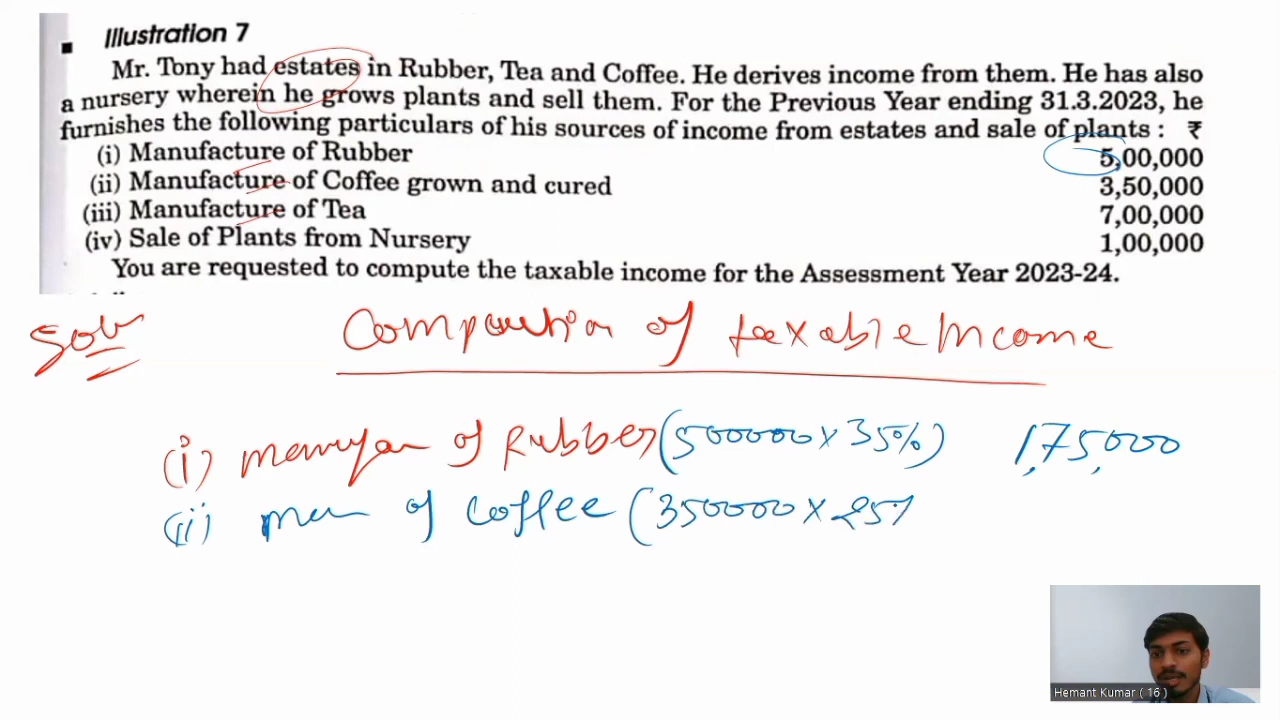 Illustration 7
Mr. Tony had estates in Rubber, Tea and Coffee. He derives income from them. He has also
a nursery wherein he grows plants and sell them. For the Previous Year ending 31.3.2023, he
furnishes the following particulars of his sources of income from estates and sale of plants : ₹
(i) Manufacture of Rubber 5,00,000
(ii) Manufacture of Coffee grown and cured 3,50,000
(iii) Manufacture of Tea 7,00,000
(iv) Sale of Plants from Nursery 1,00,000
You are requested to compute the taxable income for the Assessment Year 2023-24.
Computation of taxable Income
(i) of Rubber (500000 x 35%) 1,75,000
(ii) of Coffee (350000 x 25%
Hemant Kumar ( 16 )